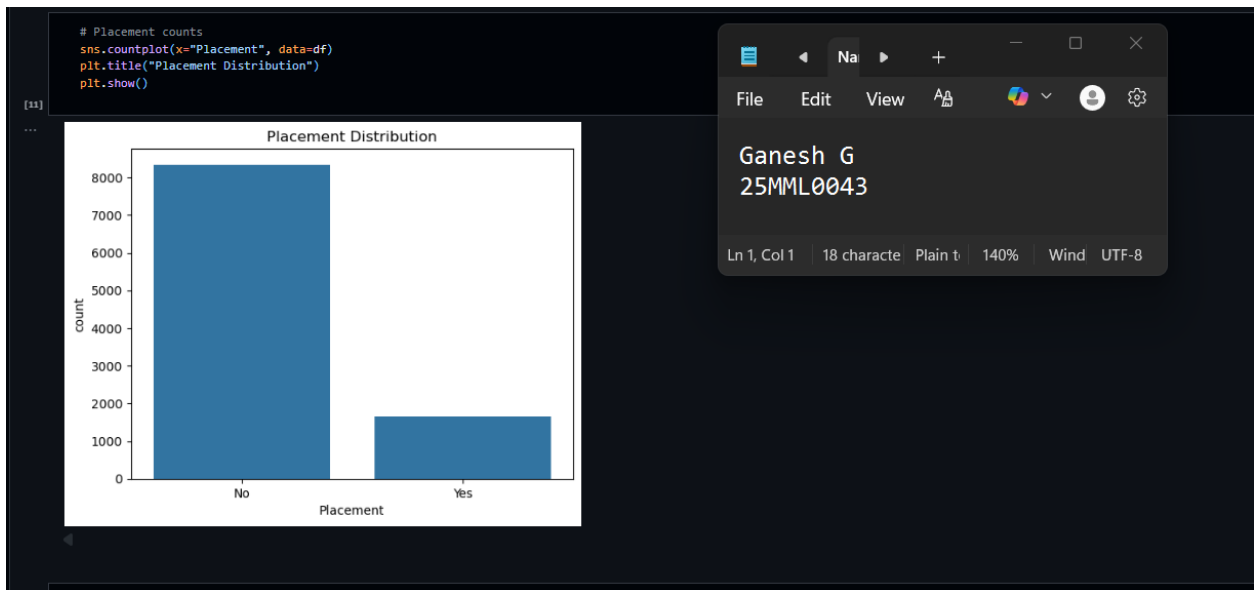 # Placement counts
sns.countplot(x="Placement", data=df)
plt.title("Placement Distribution")
plt.show()
[11]
...
Placement Distribution
8000
7000
6000
5000
4000
3000
2000
1000
0
count
No
Yes
Placement
Na
File Edit View
Ganesh G
25MML0043
Ln 1, Col 1 18 characte Plain t 140% Wind UTF-8